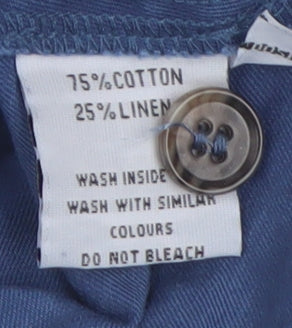 75%COTTON
25%LINEN
WASH INSIDE
WASH WITH SIMILAR
COLOURS
DO NOT BLEACH